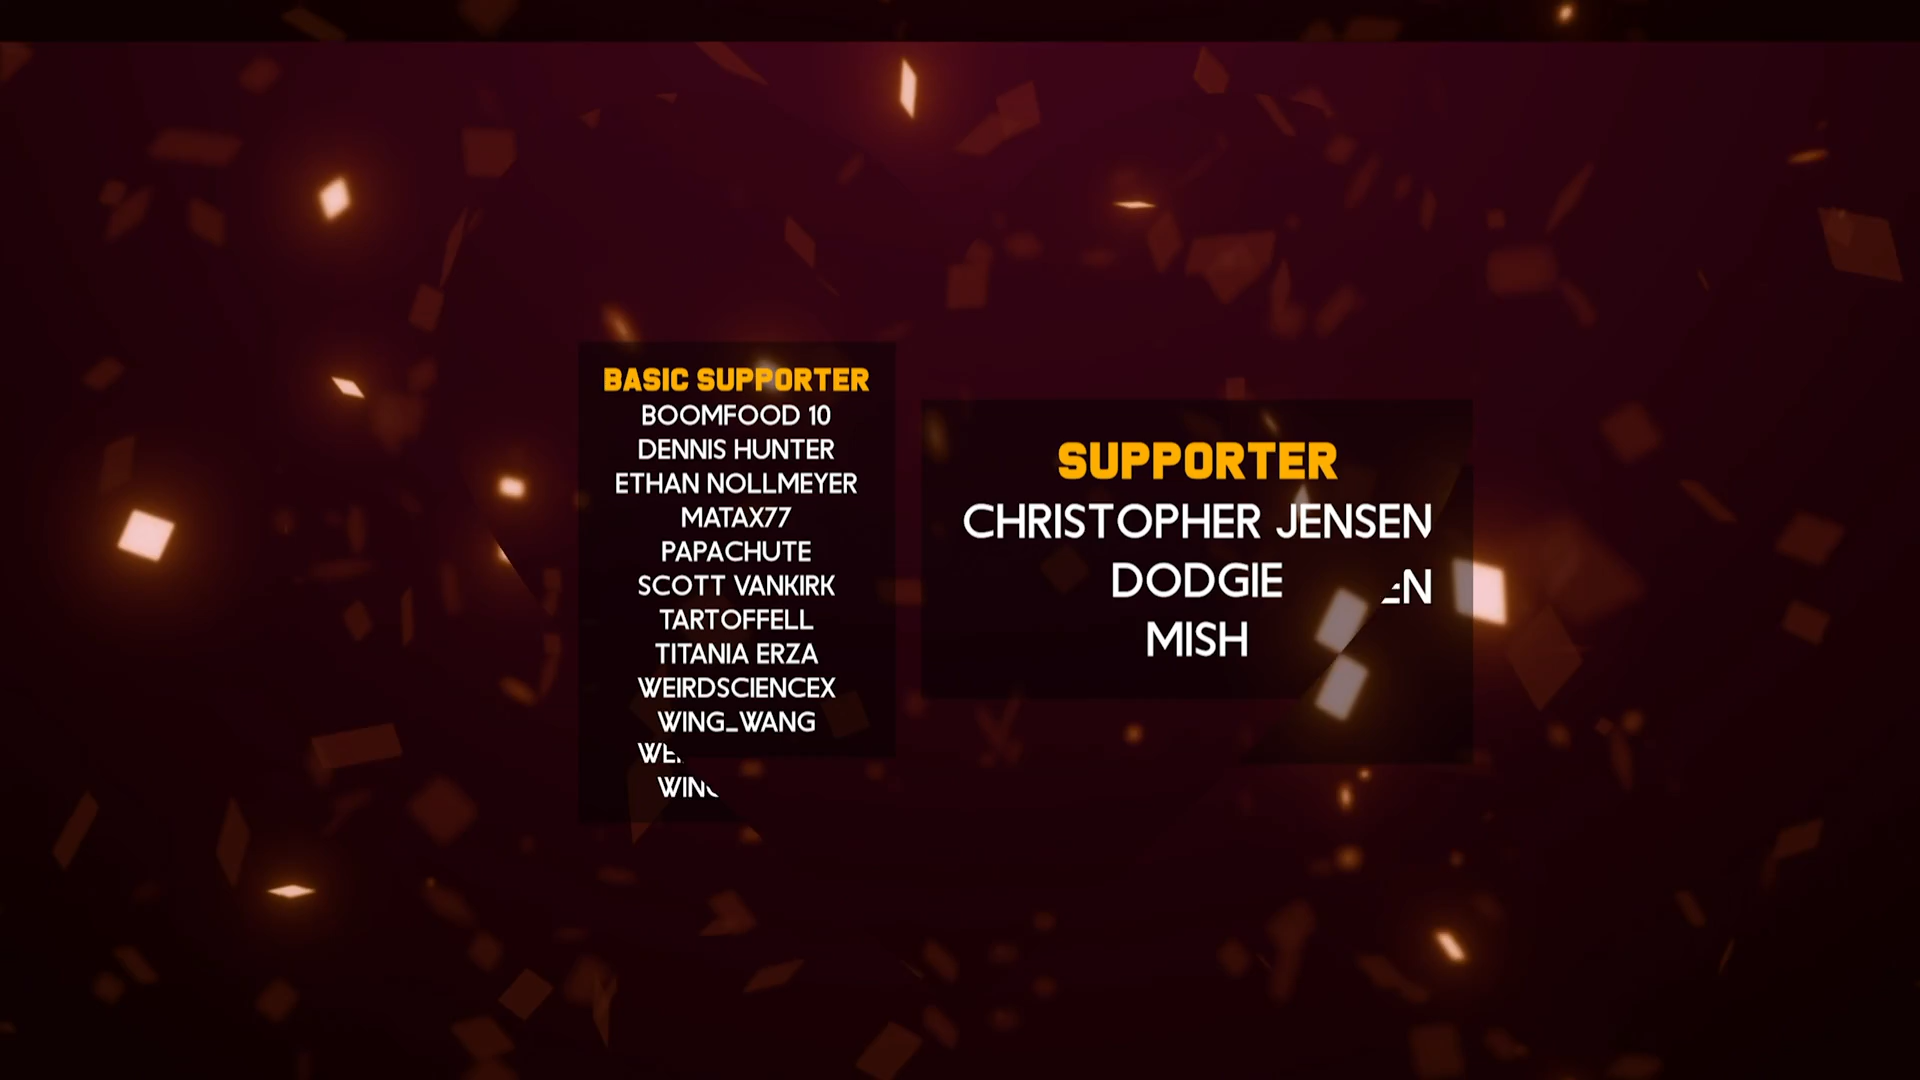 BASIC SUPPORTER
BOOMFOOD 10
DENNIS HUNTER
ETHAN NOLLMEYER
MATAX77
PAPACHUTE
SCOTT VANKIRK
TARTOFFELL
TITANIA ERZA
WEIRDSCIENCEX
WING_WANG
SUPPORTER
CHRISTOPHER JENSEN
DODGIE
MISH